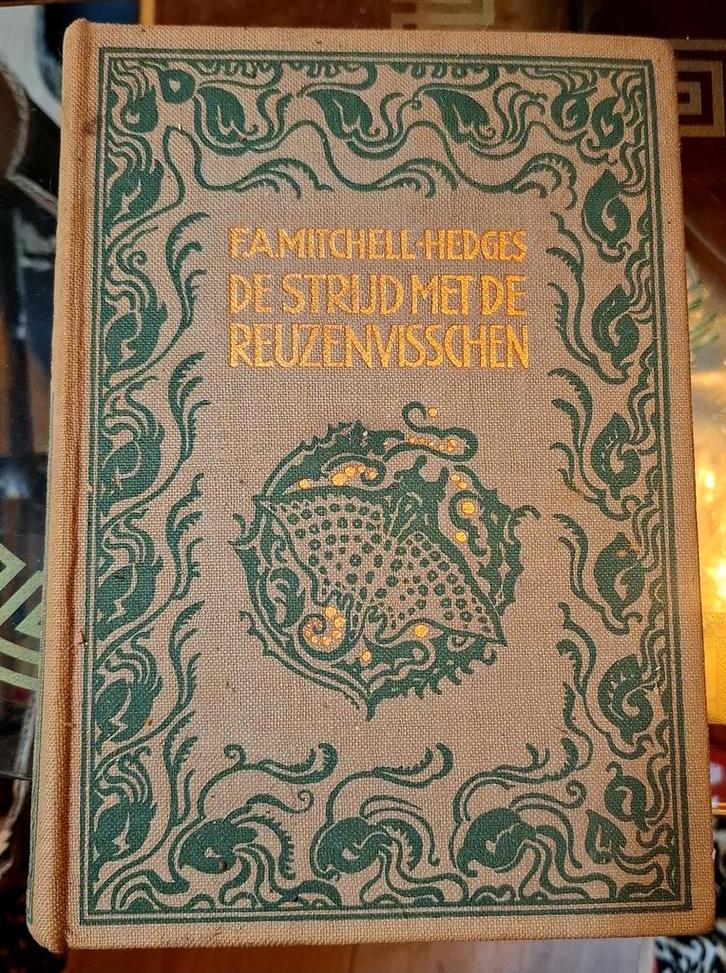 F.A.MITCHELL-HEDGES
DE STRIJD MET DE
REUZENVISSCHEN